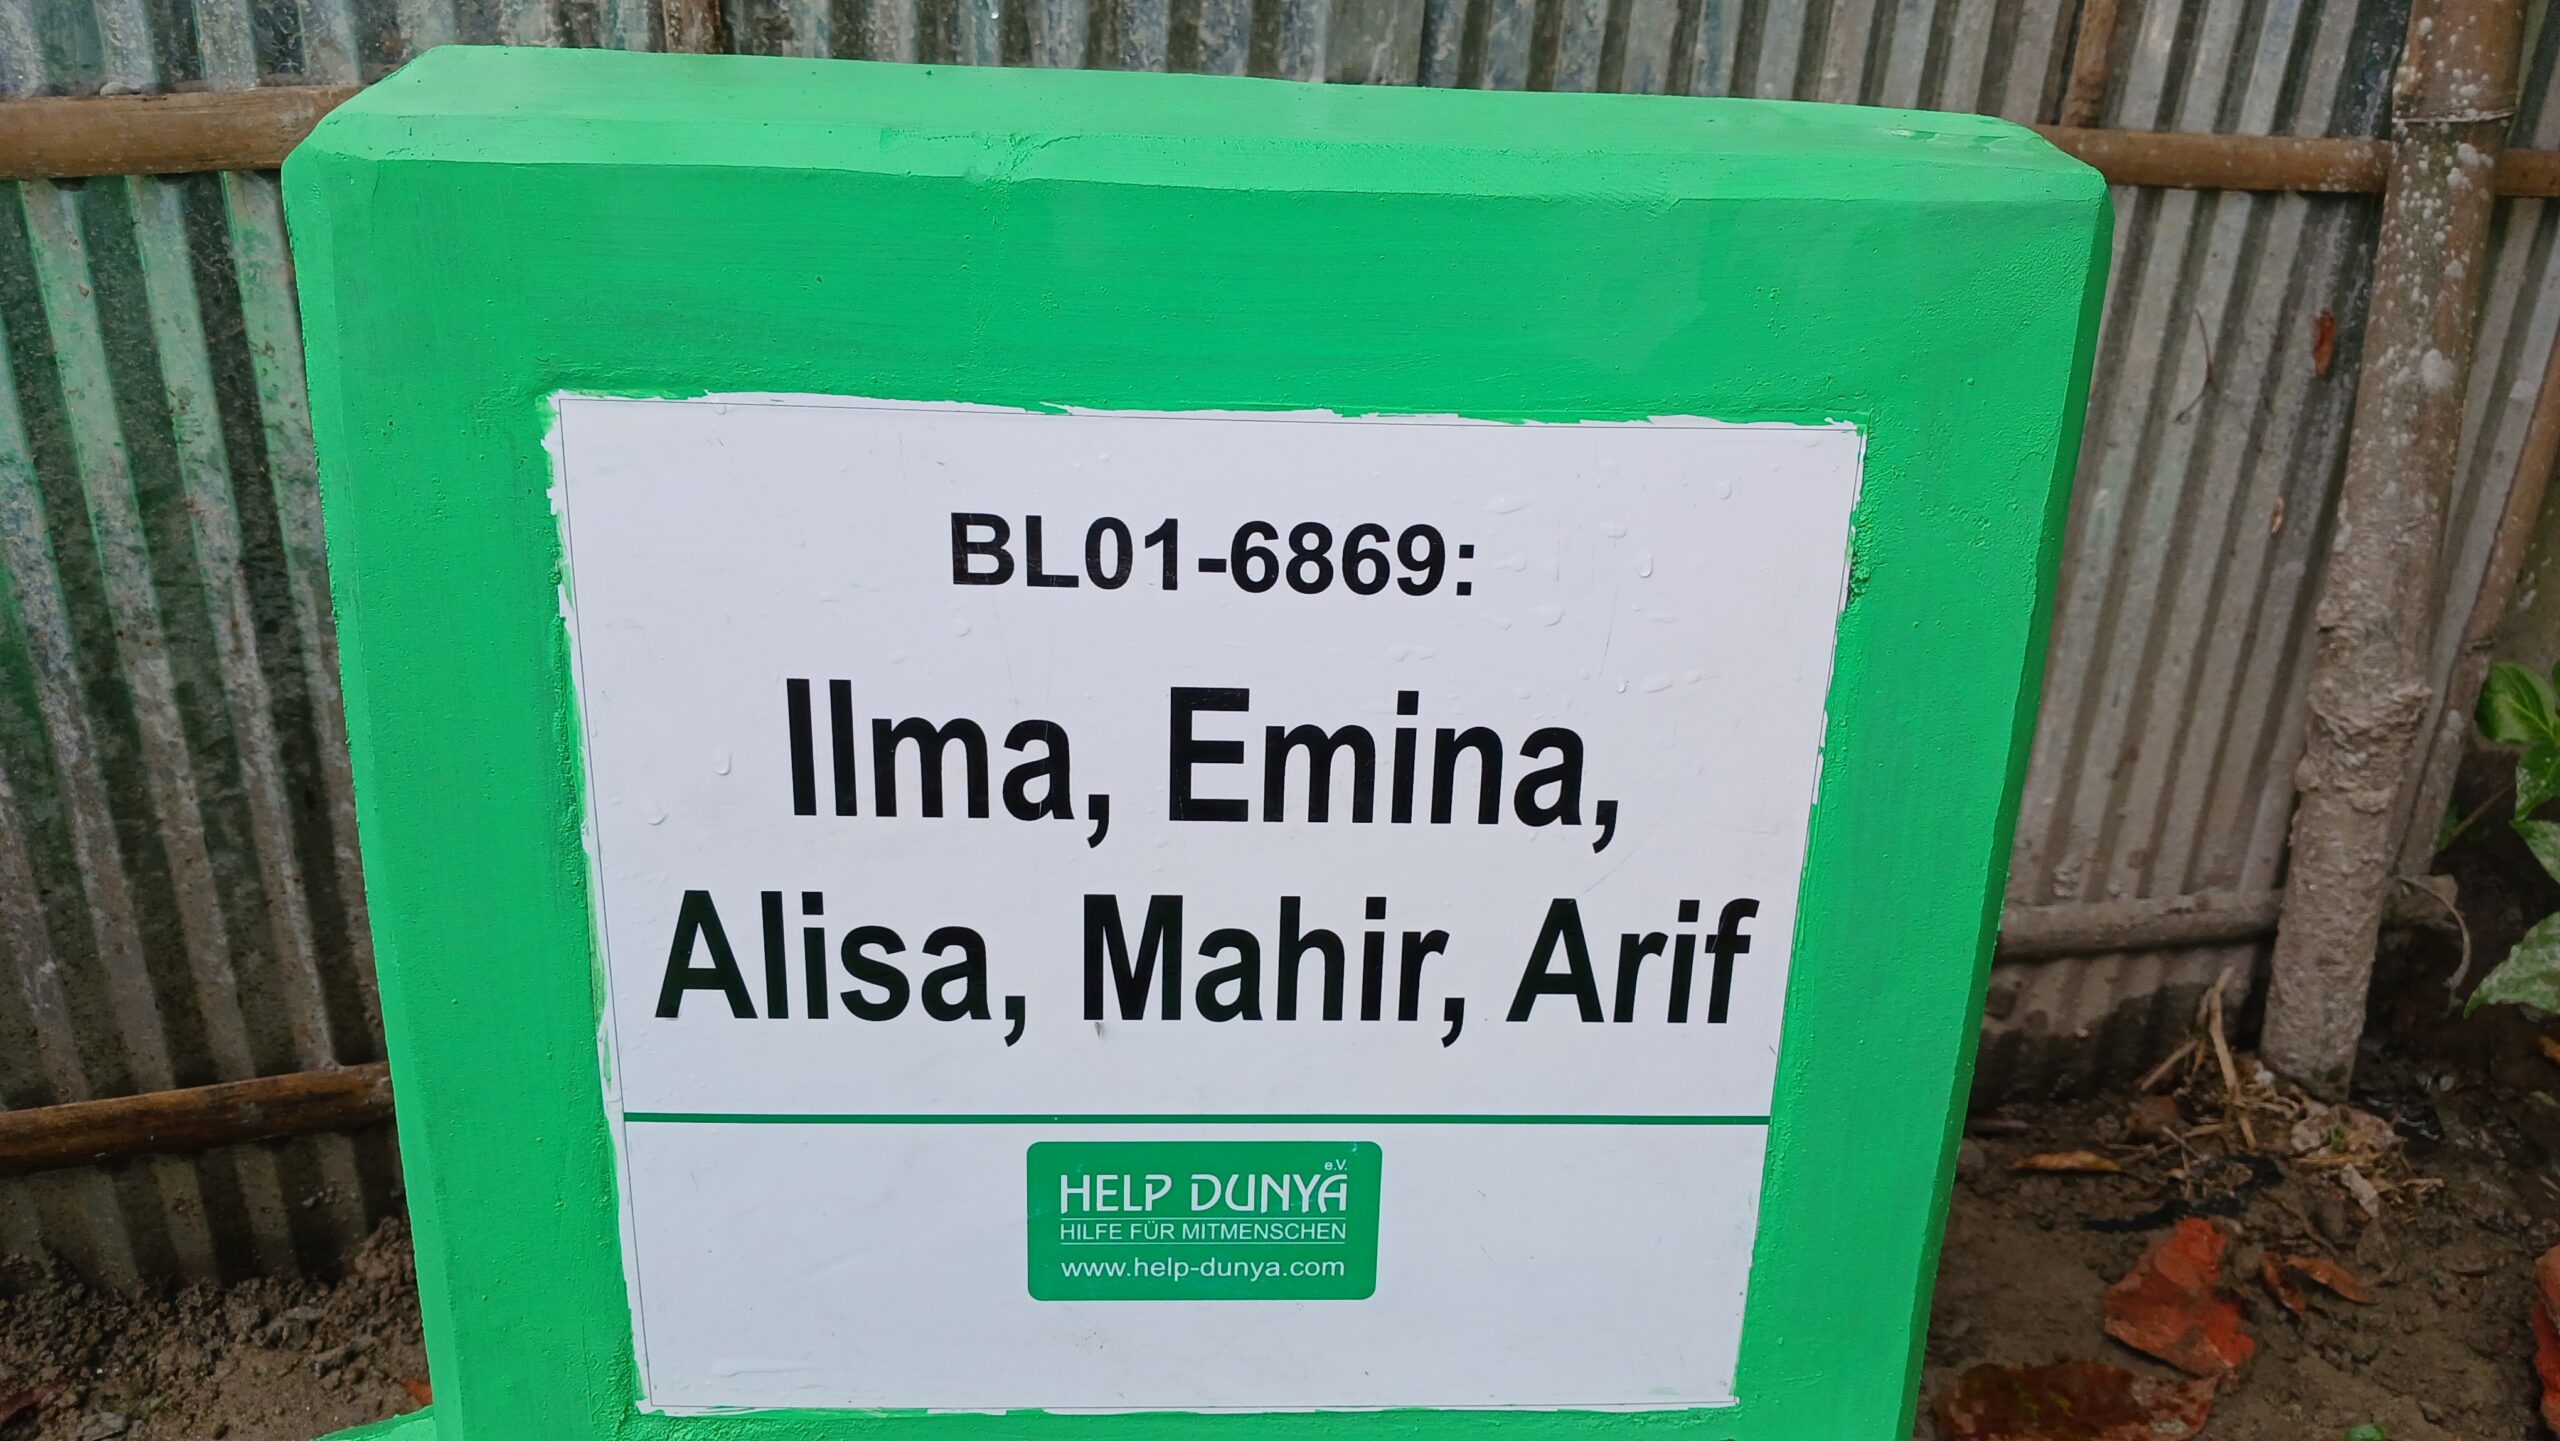 BL01-6869:
Ilma, Emina,
Alisa, Mahir, Arif
HELP DUNYA e.V.
HILFE FÜR MITMENSCHEN
www.help-dunya.com